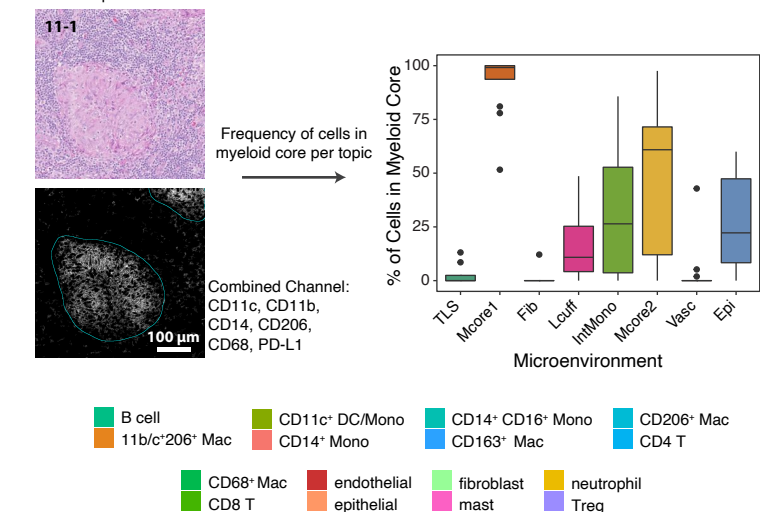 11-1
Frequency of cells in
myeloid core per topic
Combined Channel:
CD11c, CD11b,
CD14, CD206,
CD68, PD-L1
100 µm
% of Cells in Myeloid Core
100
75
50
25
0
TLS
Mcore1
Fib
Lcuff
IntMono
Mcore2
Vasc
Epi
Microenvironment
B cell
CD11c⁺ DC/Mono
CD14⁺ CD16⁺ Mono
CD206⁺ Mac
11b/c⁺206⁺ Mac
CD14⁺ Mono
CD163⁺ Mac
CD4 T
CD68⁺ Mac
endothelial
fibroblast
neutrophil
CD8 T
epithelial
mast
Treg